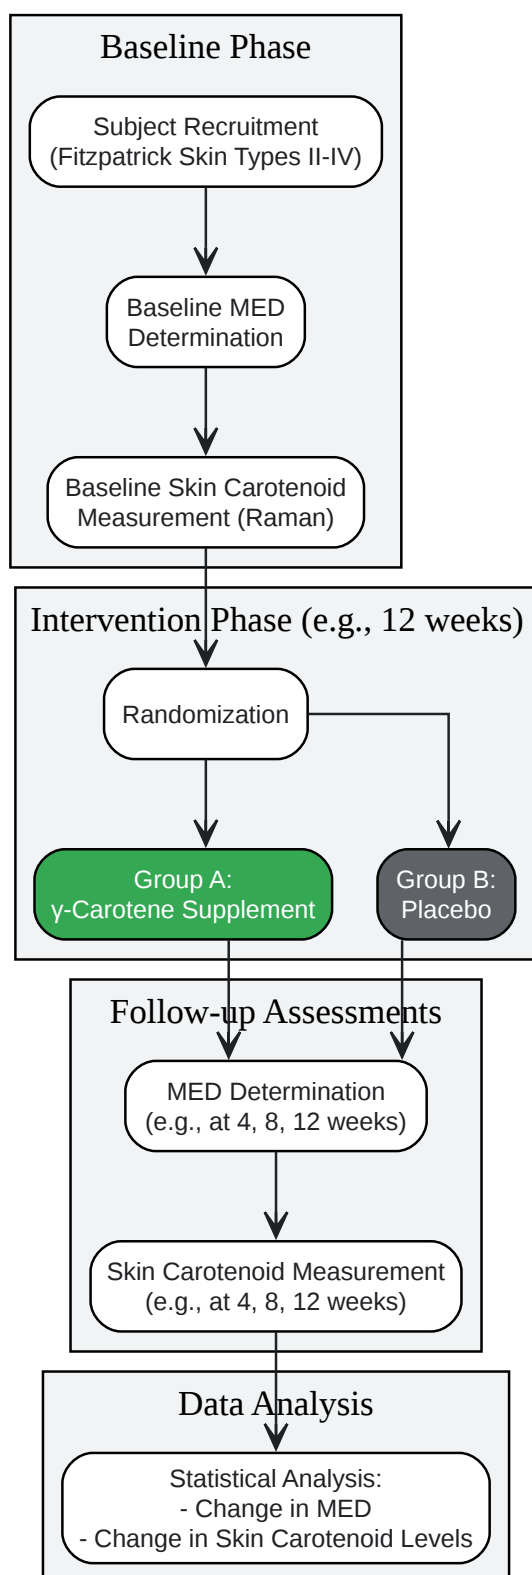 Baseline Phase
Subject Recruitment
(Fitzpatrick Skin Types II-IV)
Baseline MED
Determination
Baseline Skin Carotenoid
Measurement (Raman)
Intervention Phase (e.g., 12 weeks)
Randomization
Group A:
γ-Carotene Supplement
Group B:
Placebo
Follow-up Assessments
MED Determination
(e.g., at 4, 8, 12 weeks)
Skin Carotenoid Measurement
(e.g., at 4, 8, 12 weeks)
Data Analysis
Statistical Analysis:
- Change in MED
- Change in Skin Carotenoid Levels